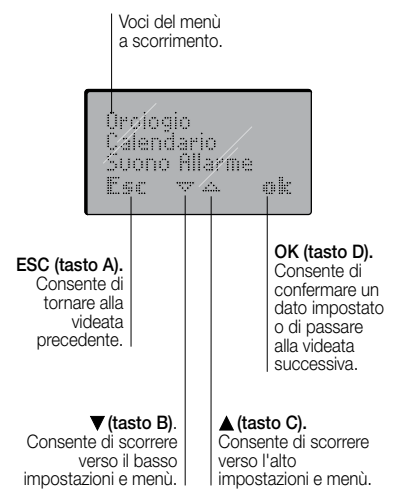 Voci del menù
a scorrimento.
Orologio
Calendario
Suono Allarme
Esc ▽ △ ok
ESC (tasto A).
Consente di
tornare alla
videata
precedente.
OK (tasto D).
Consente di
confermare un
dato impostato
o di passare
alla videata
successiva.
▼(tasto B).
Consente di scorrere
verso il basso
impostazioni e menù.
▲(tasto C).
Consente di scorrere
verso l'alto
impostazioni e menù.